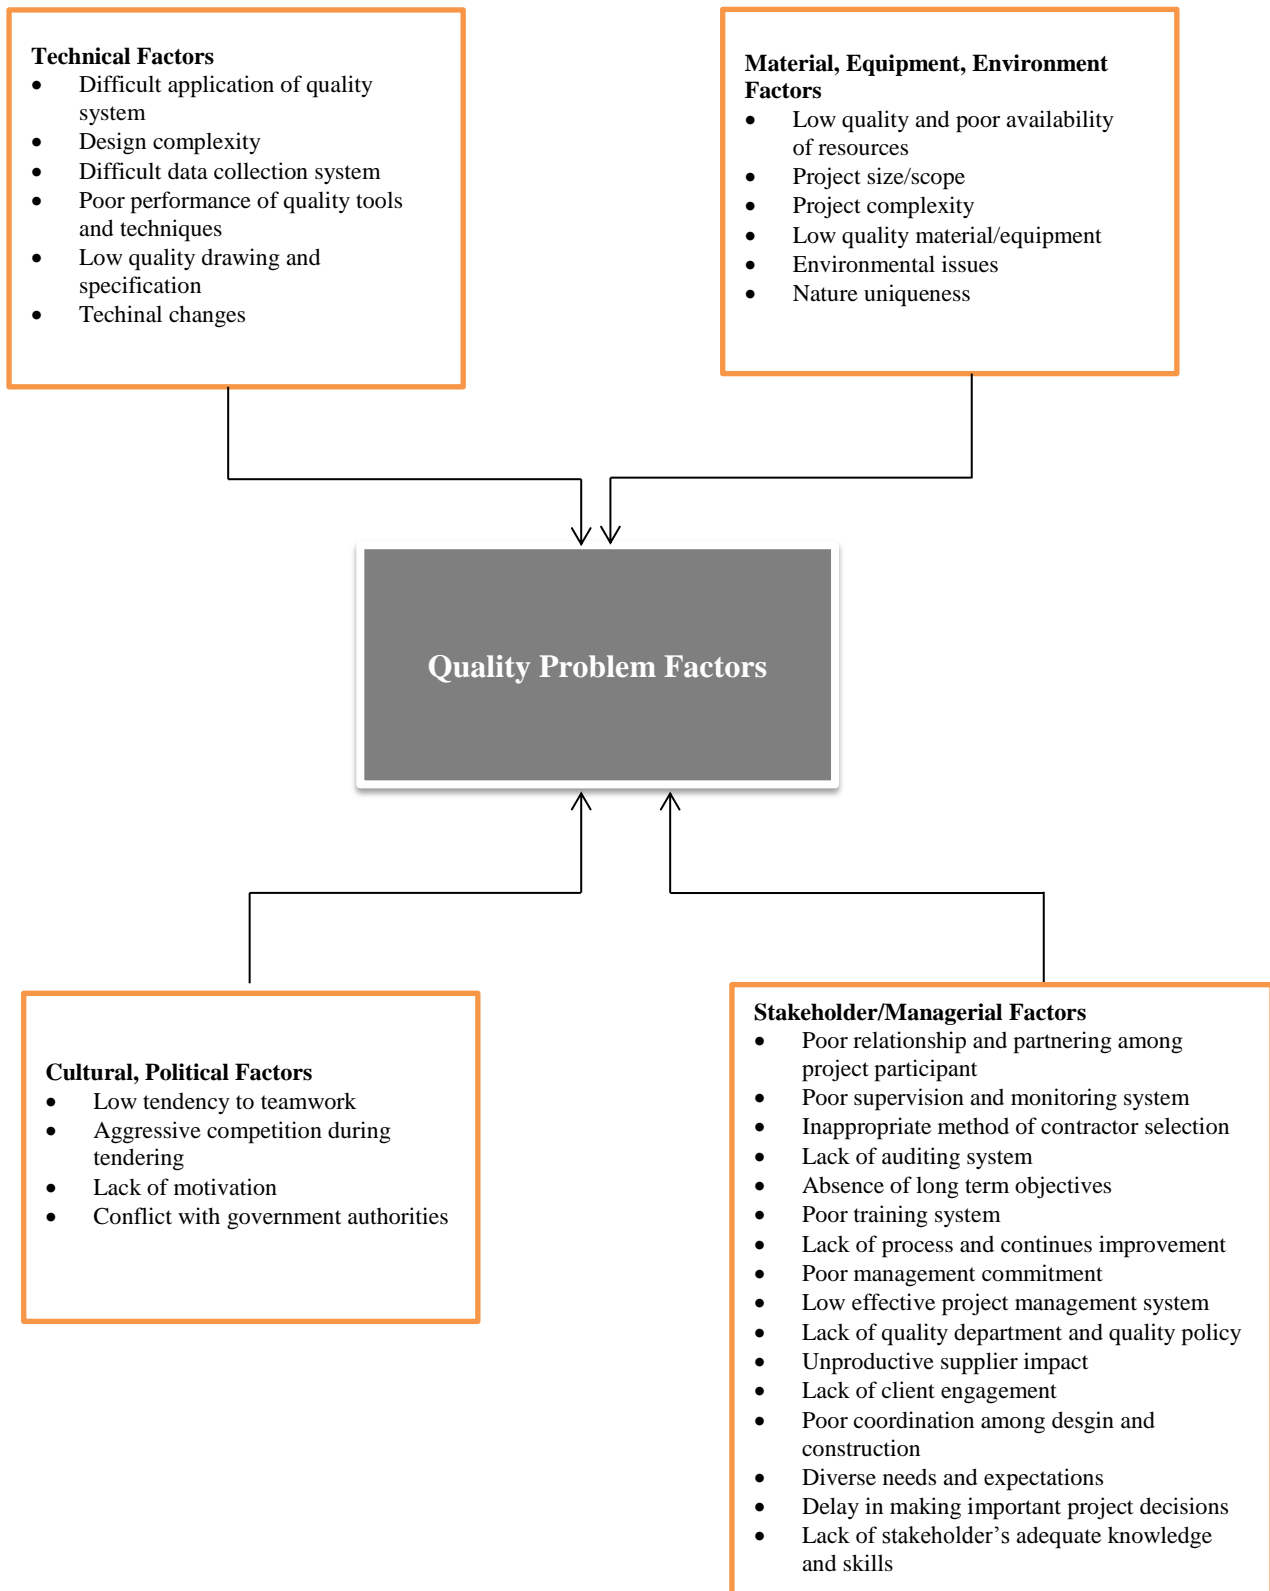 Technical Factors
• Difficult application of quality
system
• Design complexity
• Difficult data collection system
• Poor performance of quality tools
and techniques
• Low quality drawing and
specification
• Techinal changes
Material, Equipment, Environment
Factors
• Low quality and poor availability
of resources
• Project size/scope
• Project complexity
• Low quality material/equipment
• Environmental issues
• Nature uniqueness
Quality Problem Factors
Cultural, Political Factors
• Low tendency to teamwork
• Aggressive competition during
tendering
• Lack of motivation
• Conflict with government authorities
Stakeholder/Managerial Factors
• Poor relationship and partnering among
project participant
• Poor supervision and monitoring system
• Inappropriate method of contractor selection
• Lack of auditing system
• Absence of long term objectives
• Poor training system
• Lack of process and continues improvement
• Poor management commitment
• Low effective project management system
• Lack of quality department and quality policy
• Unproductive supplier impact
• Lack of client engagement
• Poor coordination among desgin and
construction
• Diverse needs and expectations
• Delay in making important project decisions
• Lack of stakeholder’s adequate knowledge
and skills